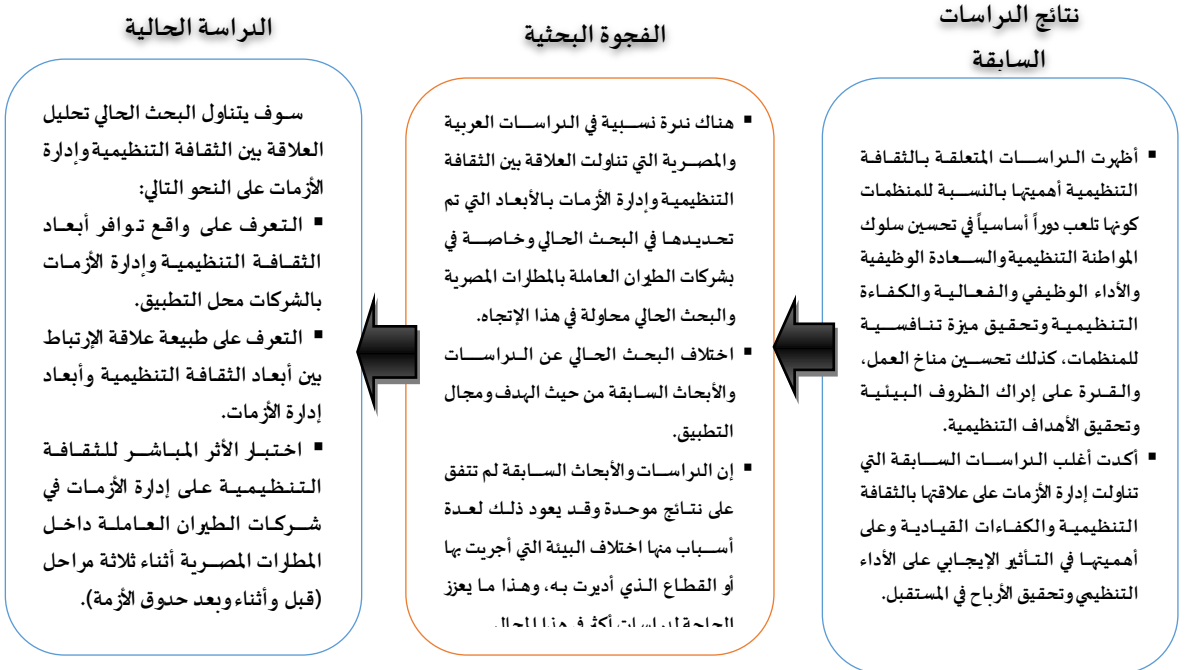 نتائج الدراسات
السابقة
أظهرت الدراسات المتعلقة بالثقافة
التنظيمية أهميتها بالنسبة للمنظمات
كونها تلعب دوراً أساسياً في تحسين سلوك
المواطنة التنظيمية والسعادة الوظيفية
والأداء الوظيفي والفعالية والكفاءة
التنظيمية وتحقيق ميزة تنافسية
للمنظمات، كذلك تحسين مناخ العمل،
والقدرة على إدراك الظروف البيئية
وتحقيق الأهداف التنظيمية.
أكدت أغلب الدراسات السابقة التي
تناولت إدارة الأزمات على علاقتها بالثقافة
التنظيمية والكفاءات القيادية وعلى
أهميتها في التأثير الإيجابي على الأداء
التنظيمي وتحقيق الأرباح في المستقبل.
الفجوة البحثية
هناك ندرة نسبية في الدراسات العربية
والمصرية التي تناولت العلاقة بين الثقافة
التنظيمية وإدارة الأزمات بالأبعاد التي تم
تحديدها في البحث الحالي وخاصة في
بشركات الطيران العاملة بالمطارات المصرية
والبحث الحالي محاولة في هذا الإتجاه.
اختلاف البحث الحالي عن الدراسات
والأبحاث السابقة من حيث الهدف ومجال
التطبيق.
إن الدراسات والأبحاث السابقة لم تتفق
على نتائج موحدة وقد يعود ذلك لعدة
أسباب منها اختلاف البيئة التي أجريت بها
أو القطاع الذي أديرت به، وهذا ما يعزز
الحاجة لدراسات أكثر في هذا المجال
الدراسة الحالية
سوف يتناول البحث الحالي تحليل
العلاقة بين الثقافة التنظيمية وإدارة
الأزمات على النحو التالي:
التعرف على واقع توافر أبعاد
الثقافة التنظيمية وإدارة الأزمات
بالشركات محل التطبيق.
التعرف على طبيعة علاقة الإرتباط
بين أبعاد الثقافة التنظيمية وأبعاد
إدارة الأزمات.
اختبار الأثر المباشر للثقافة
التنظيمية على إدارة الأزمات في
شركات الطيران العاملة داخل
المطارات المصرية أثناء ثلاثة مراحل
(قبل وأثناء وبعد حدوق الأزمة).